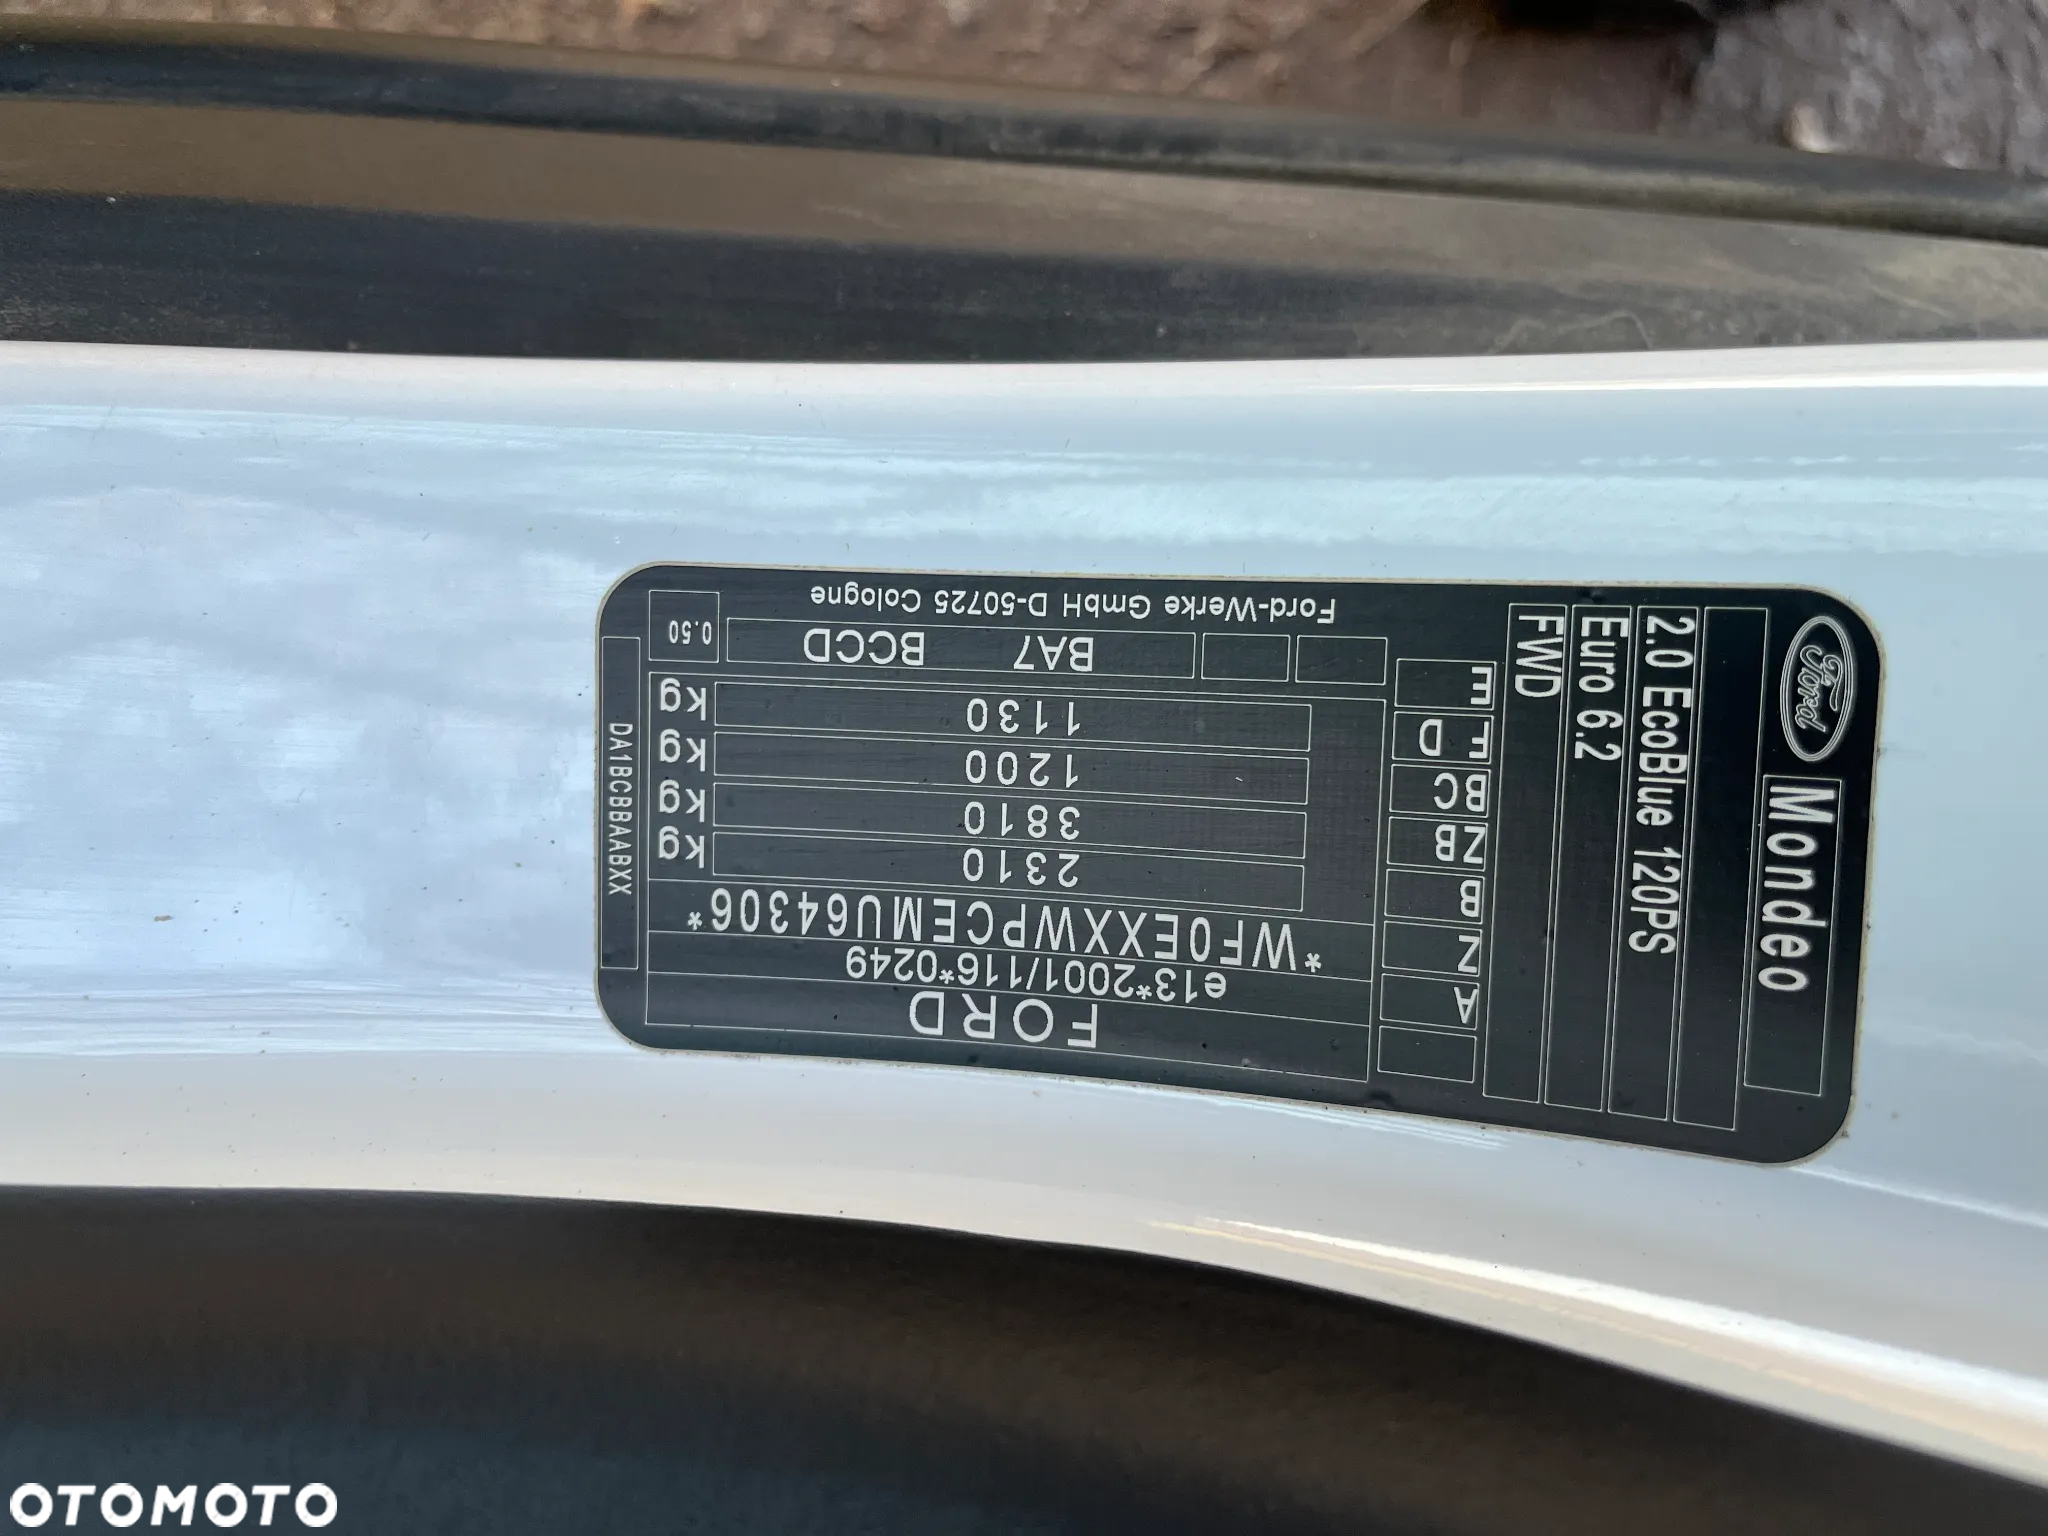 FORD
e13*2001/116*0249
*WF0EXXWPCEMU64306*
2310 kg
3810 kg
1200 kg
1130 kg
BA7 BCCD
0.50
Ford-Werke GmbH D-50725 Cologne
A
Z
B
ZB
BC
F D
E
DA1BCBBAABXX
Ford
Mondeo
2.0 EcoBlue 120PS
Euro 6.2
FWD
OTOMOTO